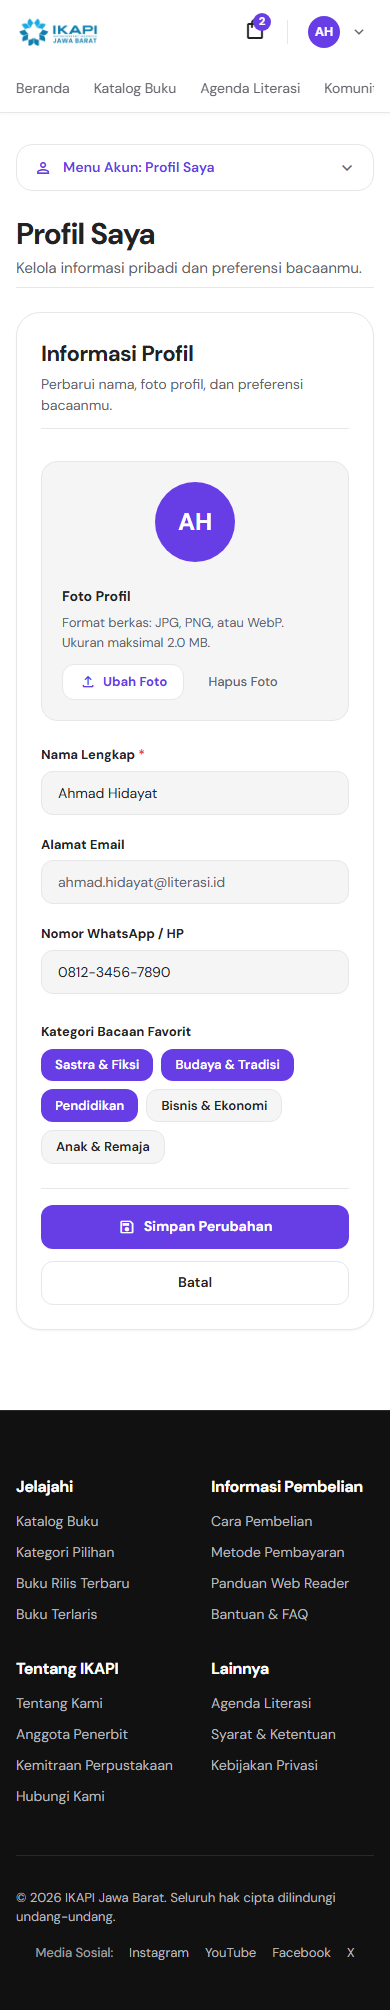 IKAPI
JAWA BARAT
2
AH
Beranda Katalog Buku Agenda Literasi Komunit
Menu Akun: Profil Saya
Profil Saya
Kelola informasi pribadi dan preferensi bacaanmu.
Informasi Profil
Perbarui nama, foto profil, dan preferensi
bacaanmu.
AH
Foto Profil
Format berkas: JPG, PNG, atau WebP.
Ukuran maksimal 2.0 MB.
Ubah Foto Hapus Foto
Nama Lengkap *
Ahmad Hidayat
Alamat Email
ahmad.hidayat@literasi.id
Nomor WhatsApp / HP
0812-3456-7890
Kategori Bacaan Favorit
Sastra & Fiksi Budaya & Tradisi
Pendidikan Bisnis & Ekonomi
Anak & Remaja
Simpan Perubahan
Batal
Jelajahi
Katalog Buku
Kategori Pilihan
Buku Rilis Terbaru
Buku Terlaris
Informasi Pembelian
Cara Pembelian
Metode Pembayaran
Panduan Web Reader
Bantuan & FAQ
Tentang IKAPI
Tentang Kami
Anggota Penerbit
Kemitraan Perpustakaan
Hubungi Kami
Lainnya
Agenda Literasi
Syarat & Ketentuan
Kebijakan Privasi
© 2026 IKAPI Jawa Barat. Seluruh hak cipta dilindungi
undang-undang.
Media Sosial: Instagram YouTube Facebook X